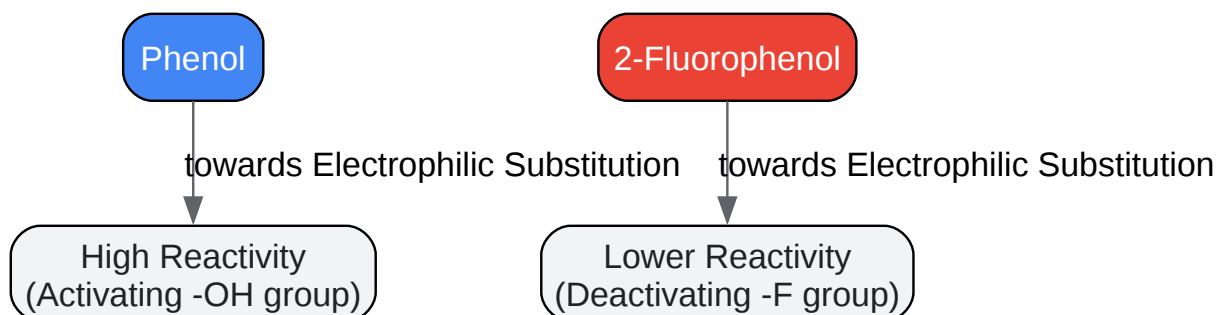 Phenol
2-Fluorophenol
towards Electrophilic Substitution
towards Electrophilic Substitution
High Reactivity
(Activating -OH group)
Lower Reactivity
(Deactivating -F group)